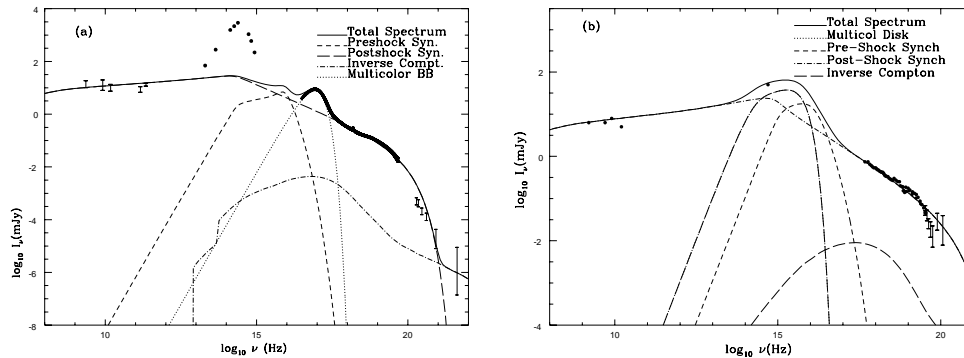 (a)
Total Spectrum
Preshock Syn.
Postshock Syn.
Inverse Compt.
Multicolor BB
4
2
0
-2
-4
-6
-8
10
15
20
log₁₀ I_ν(mJy)
log₁₀ ν (Hz)
(b)
Total Spectrum
Multicol Disk
Pre-Shock Synch
Post-Shock Synch
Inverse Compton
2
0
-2
-4
10
15
20
log₁₀ I_ν(mJy)
log₁₀ ν(Hz)